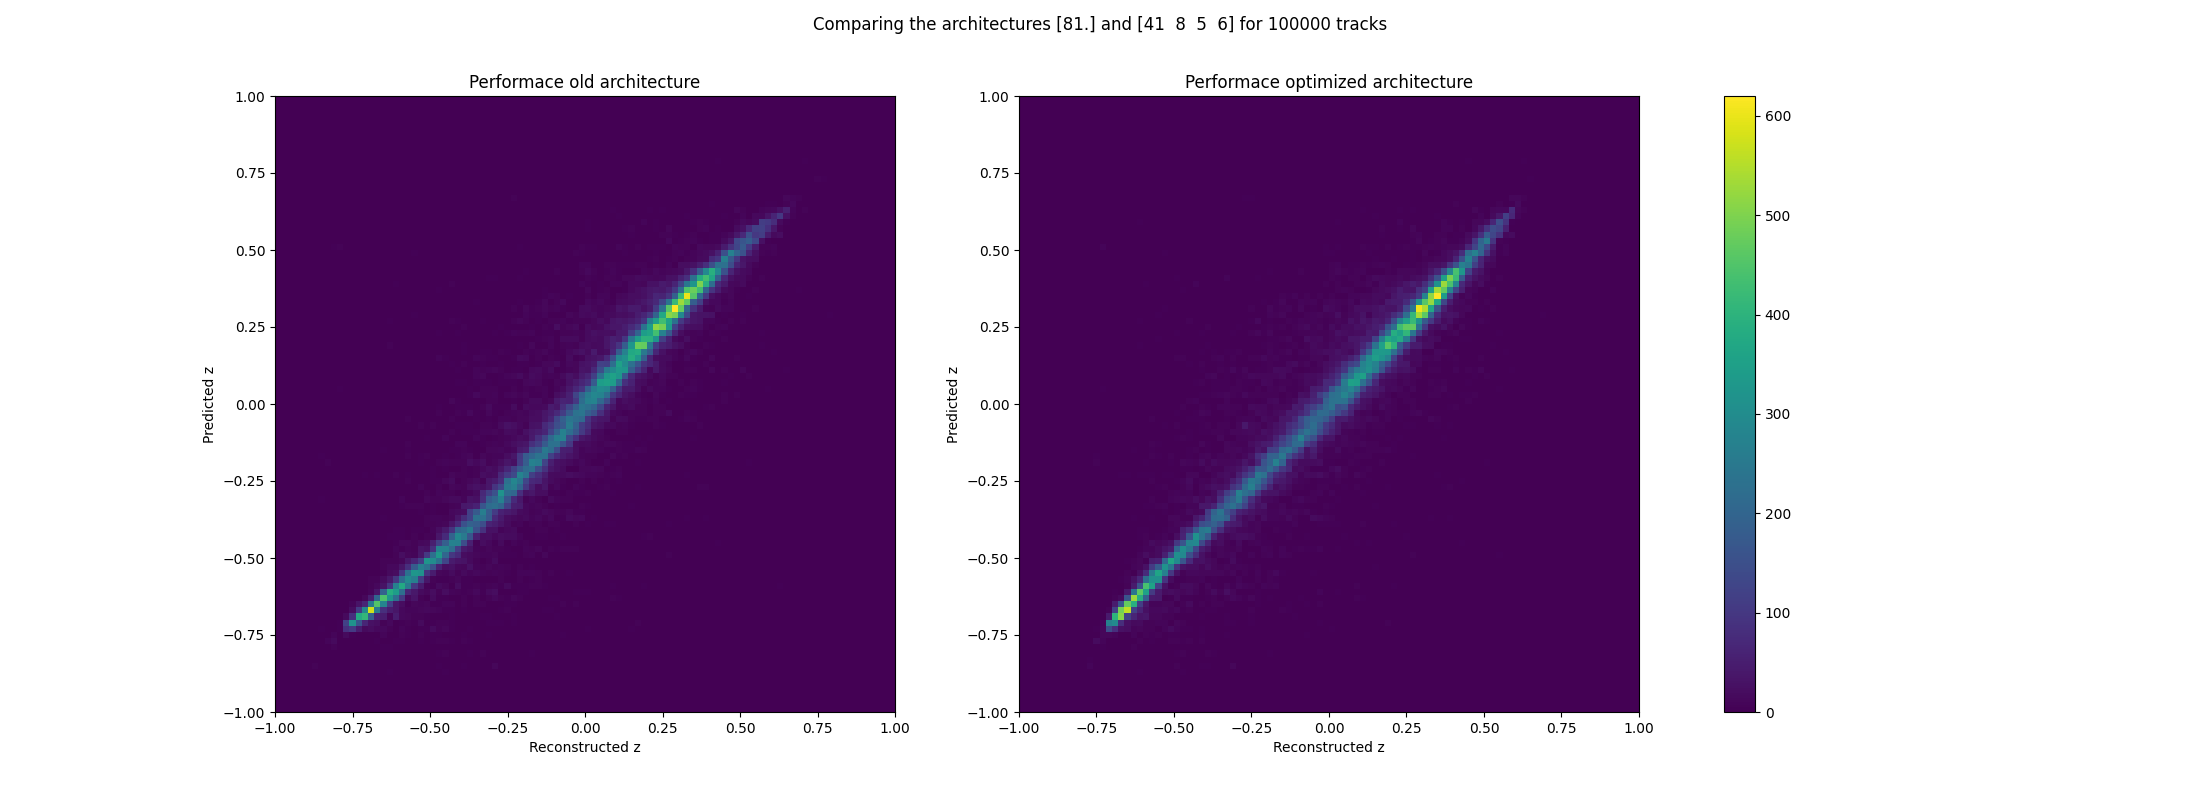 Comparing the architectures [81.] and [41  8  5  6] for 100000 tracks
Performace old architecture
1.00
0.75
0.50
0.25
0.00
−0.25
−0.50
−0.75
−1.00
Predicted z
−1.00 −0.75 −0.50 −0.25 0.00 0.25 0.50 0.75 1.00
Reconstructed z
Performace optimized architecture
1.00
0.75
0.50
0.25
0.00
−0.25
−0.50
−0.75
−1.00
Predicted z
−1.00 −0.75 −0.50 −0.25 0.00 0.25 0.50 0.75 1.00
Reconstructed z
600
500
400
300
200
100
0